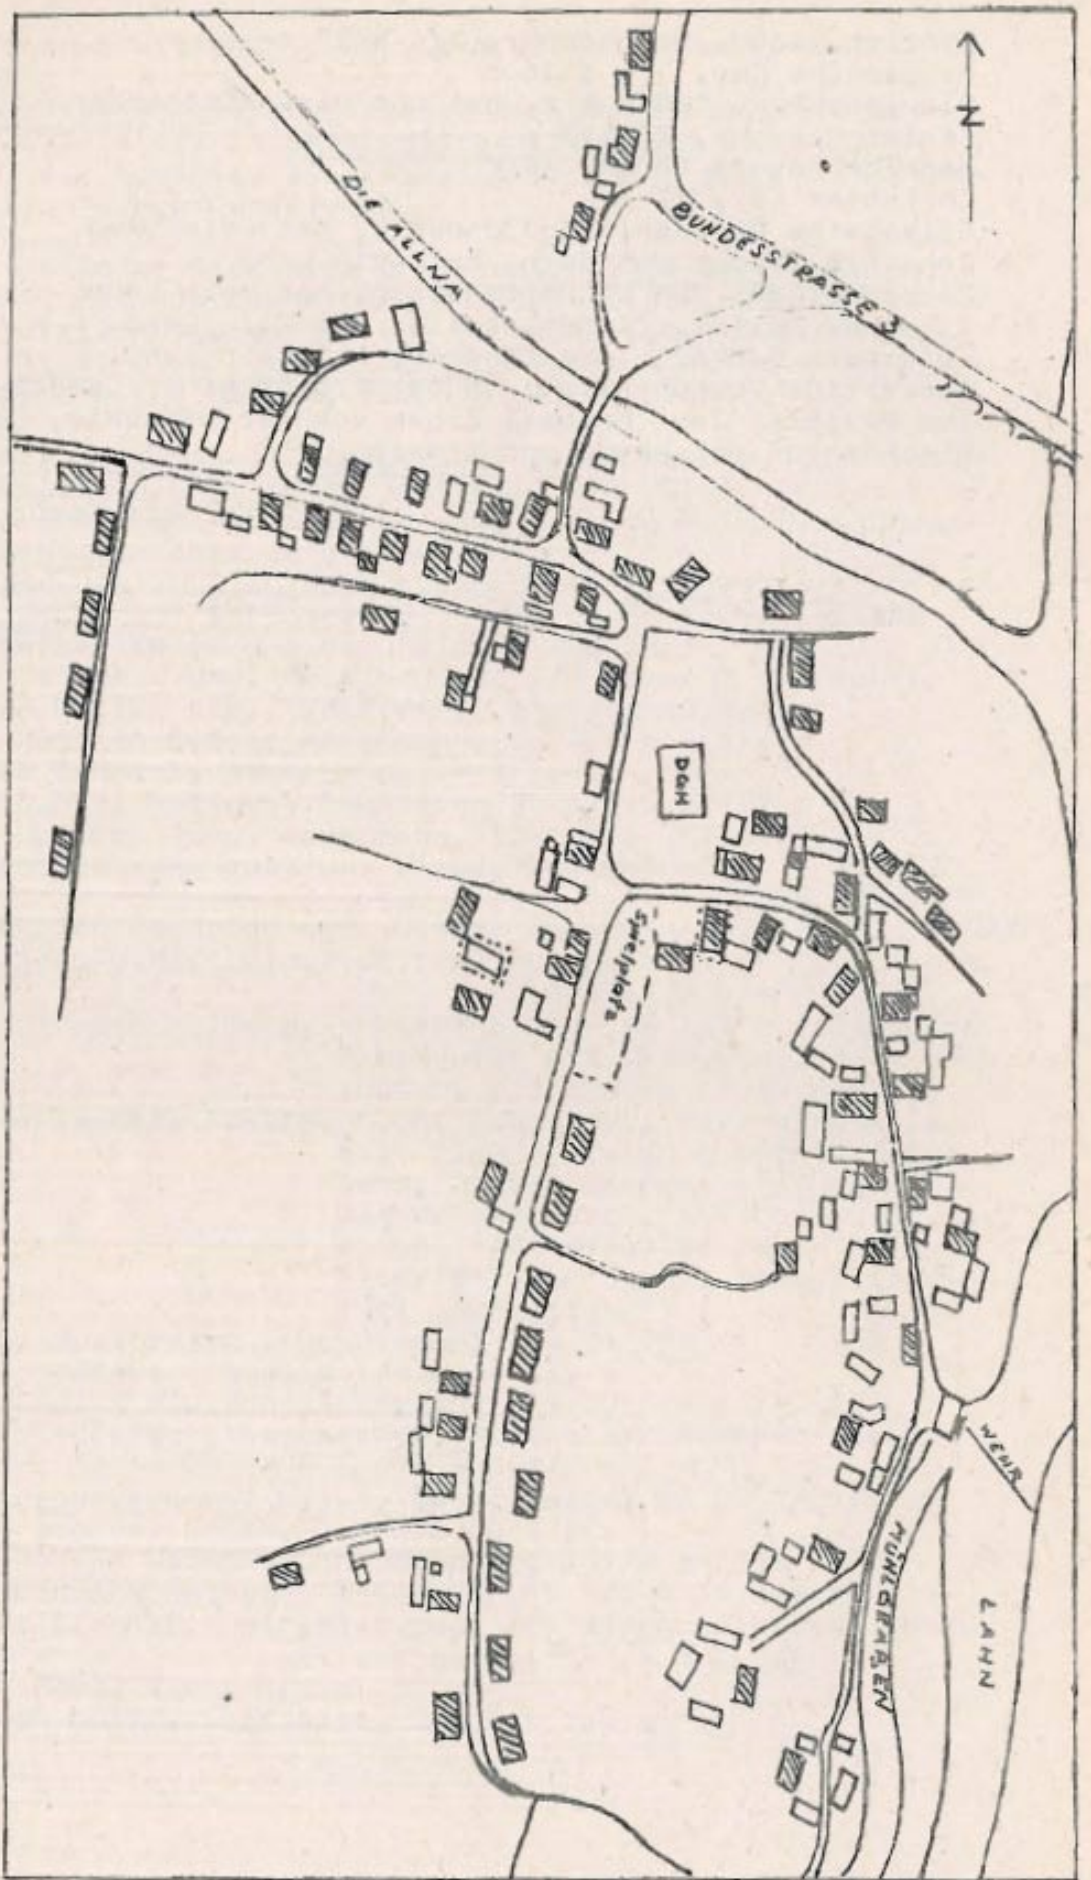 N
DIE ALLNA
BUNDESSTRASSE 3
DGH
Spielplatz
WEHR
MÜHLGRABEN
LAHN